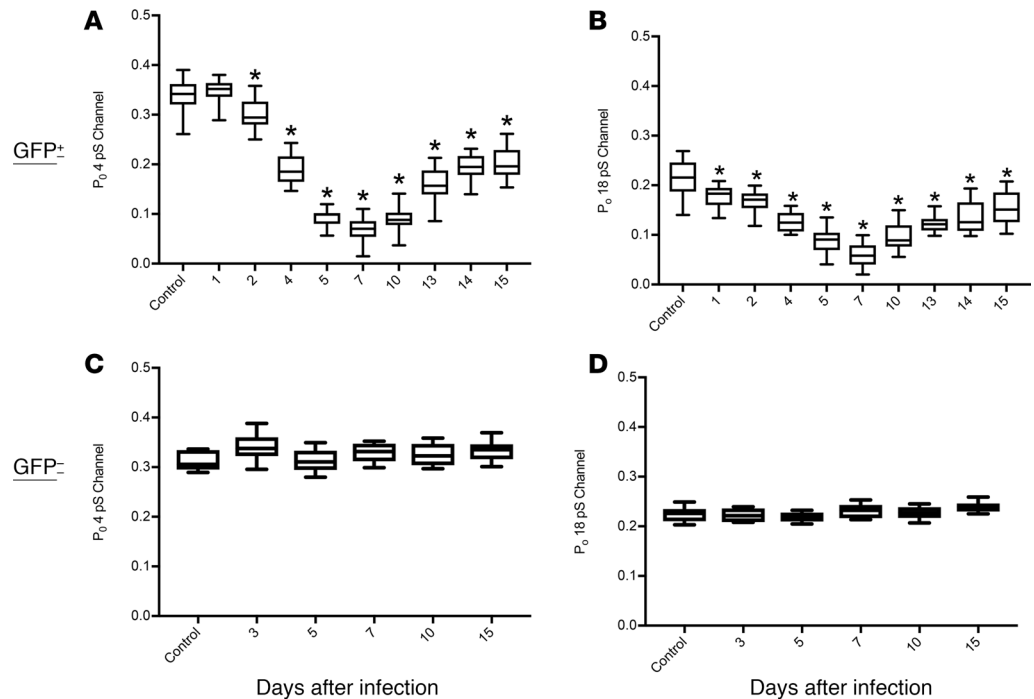 A
P0 4 pS Channel
0.5
0.4
0.3
0.2
0.1
0.0
* * * * * * * *
Control 1 2 4 5 7 10 13 14 15
B
P0 18 pS Channel
0.5
0.4
0.3
0.2
0.1
0.0
* * * * * * * * *
Control 1 2 4 5 7 10 13 14 15
GFP+
C
P0 4 pS Channel
0.5
0.4
0.3
0.2
0.1
0.0
Control 3 5 7 10 15
Days after infection
D
P0 18 pS Channel
0.5
0.4
0.3
0.2
0.1
0.0
Control 3 5 7 10 15
Days after infection
GFP–